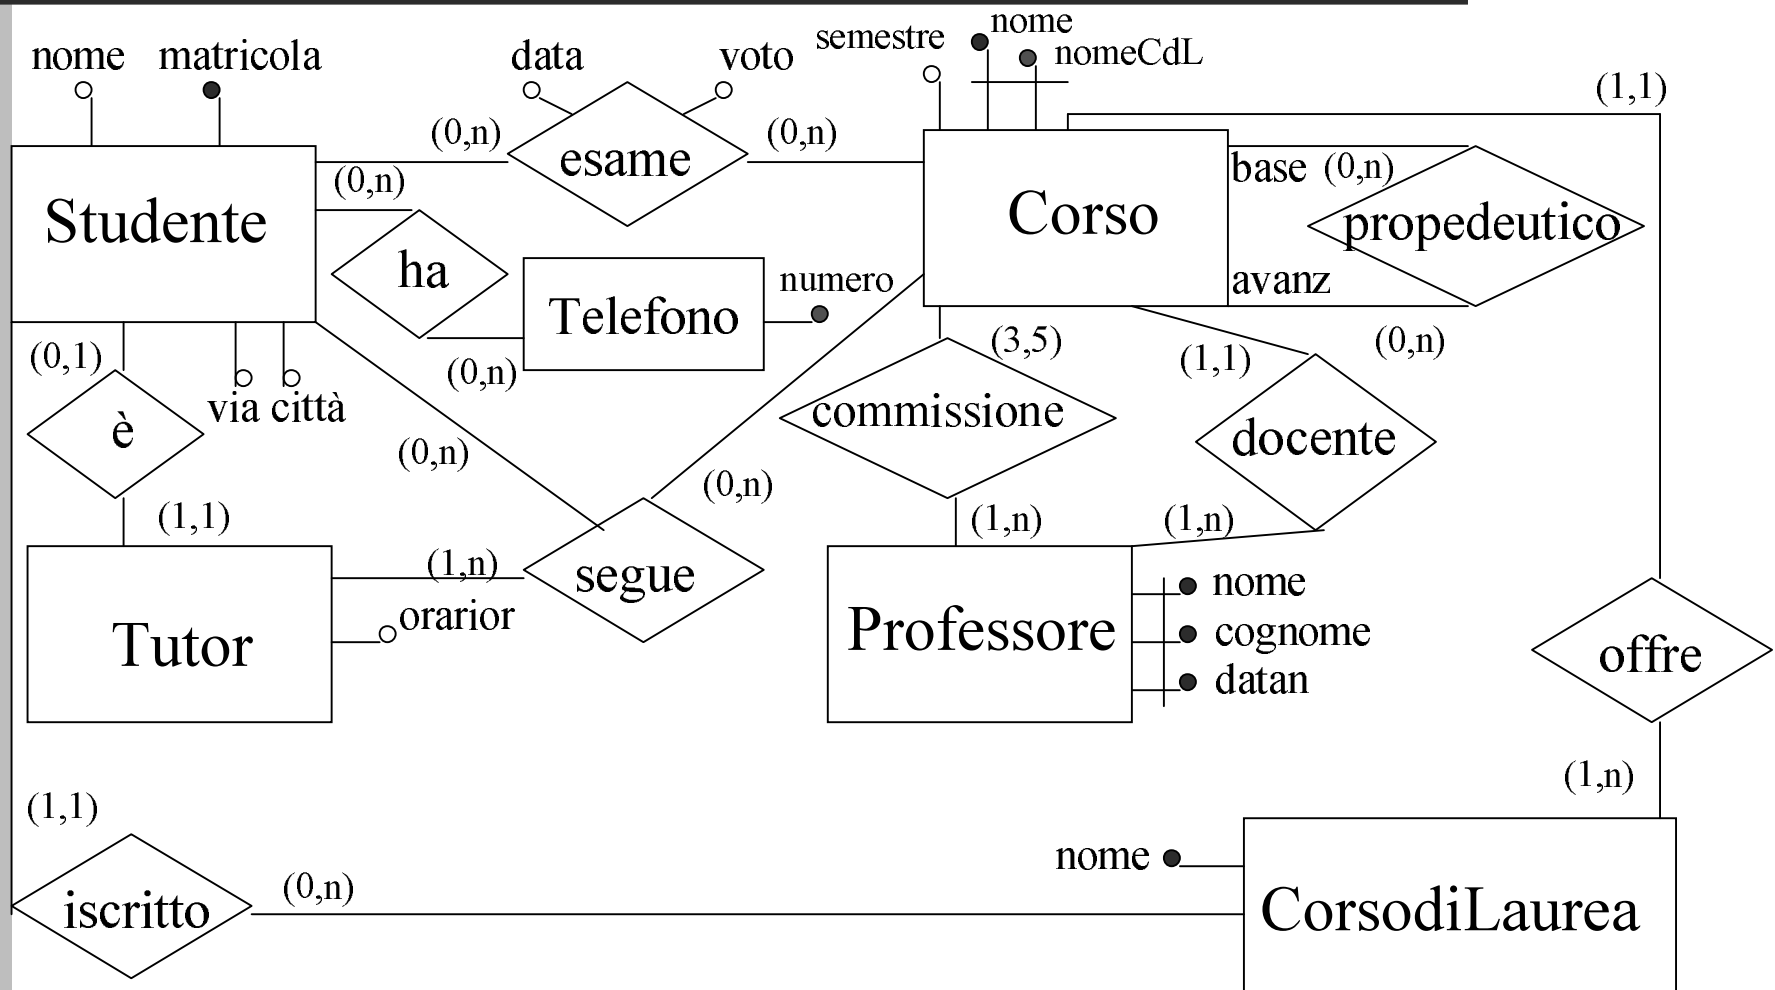 nome
matricola
data
voto
semestre
nome
nomeCdL
(1,1)
(0,n)
esame
(0,n)
Studente
(0,n)
ha
Telefono
numero
(0,n)
Corso
base
(0,n)
propedeutico
avanz
(0,n)
(0,1)
è
via
città
(0,n)
(0,n)
(3,5)
commissione
(1,1)
docente
(1,1)
(1,n)
segue
orarior
Tutor
(1,n)
(1,n)
Professore
nome
cognome
datan
offre
(1,n)
(1,1)
iscritto
(0,n)
nome
CorsodiLaurea